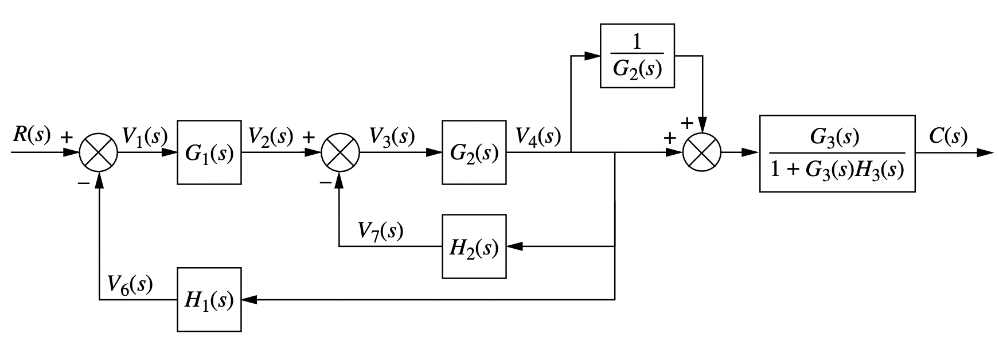 1
G₂(s)
R(s) + V₁(s) G₁(s) V₂(s) + V₃(s) G₂(s) V₄(s) + + G₃(s) C(s)
1 + G₃(s)H₃(s)
− −
V₇(s) H₂(s)
V₆(s) H₁(s)